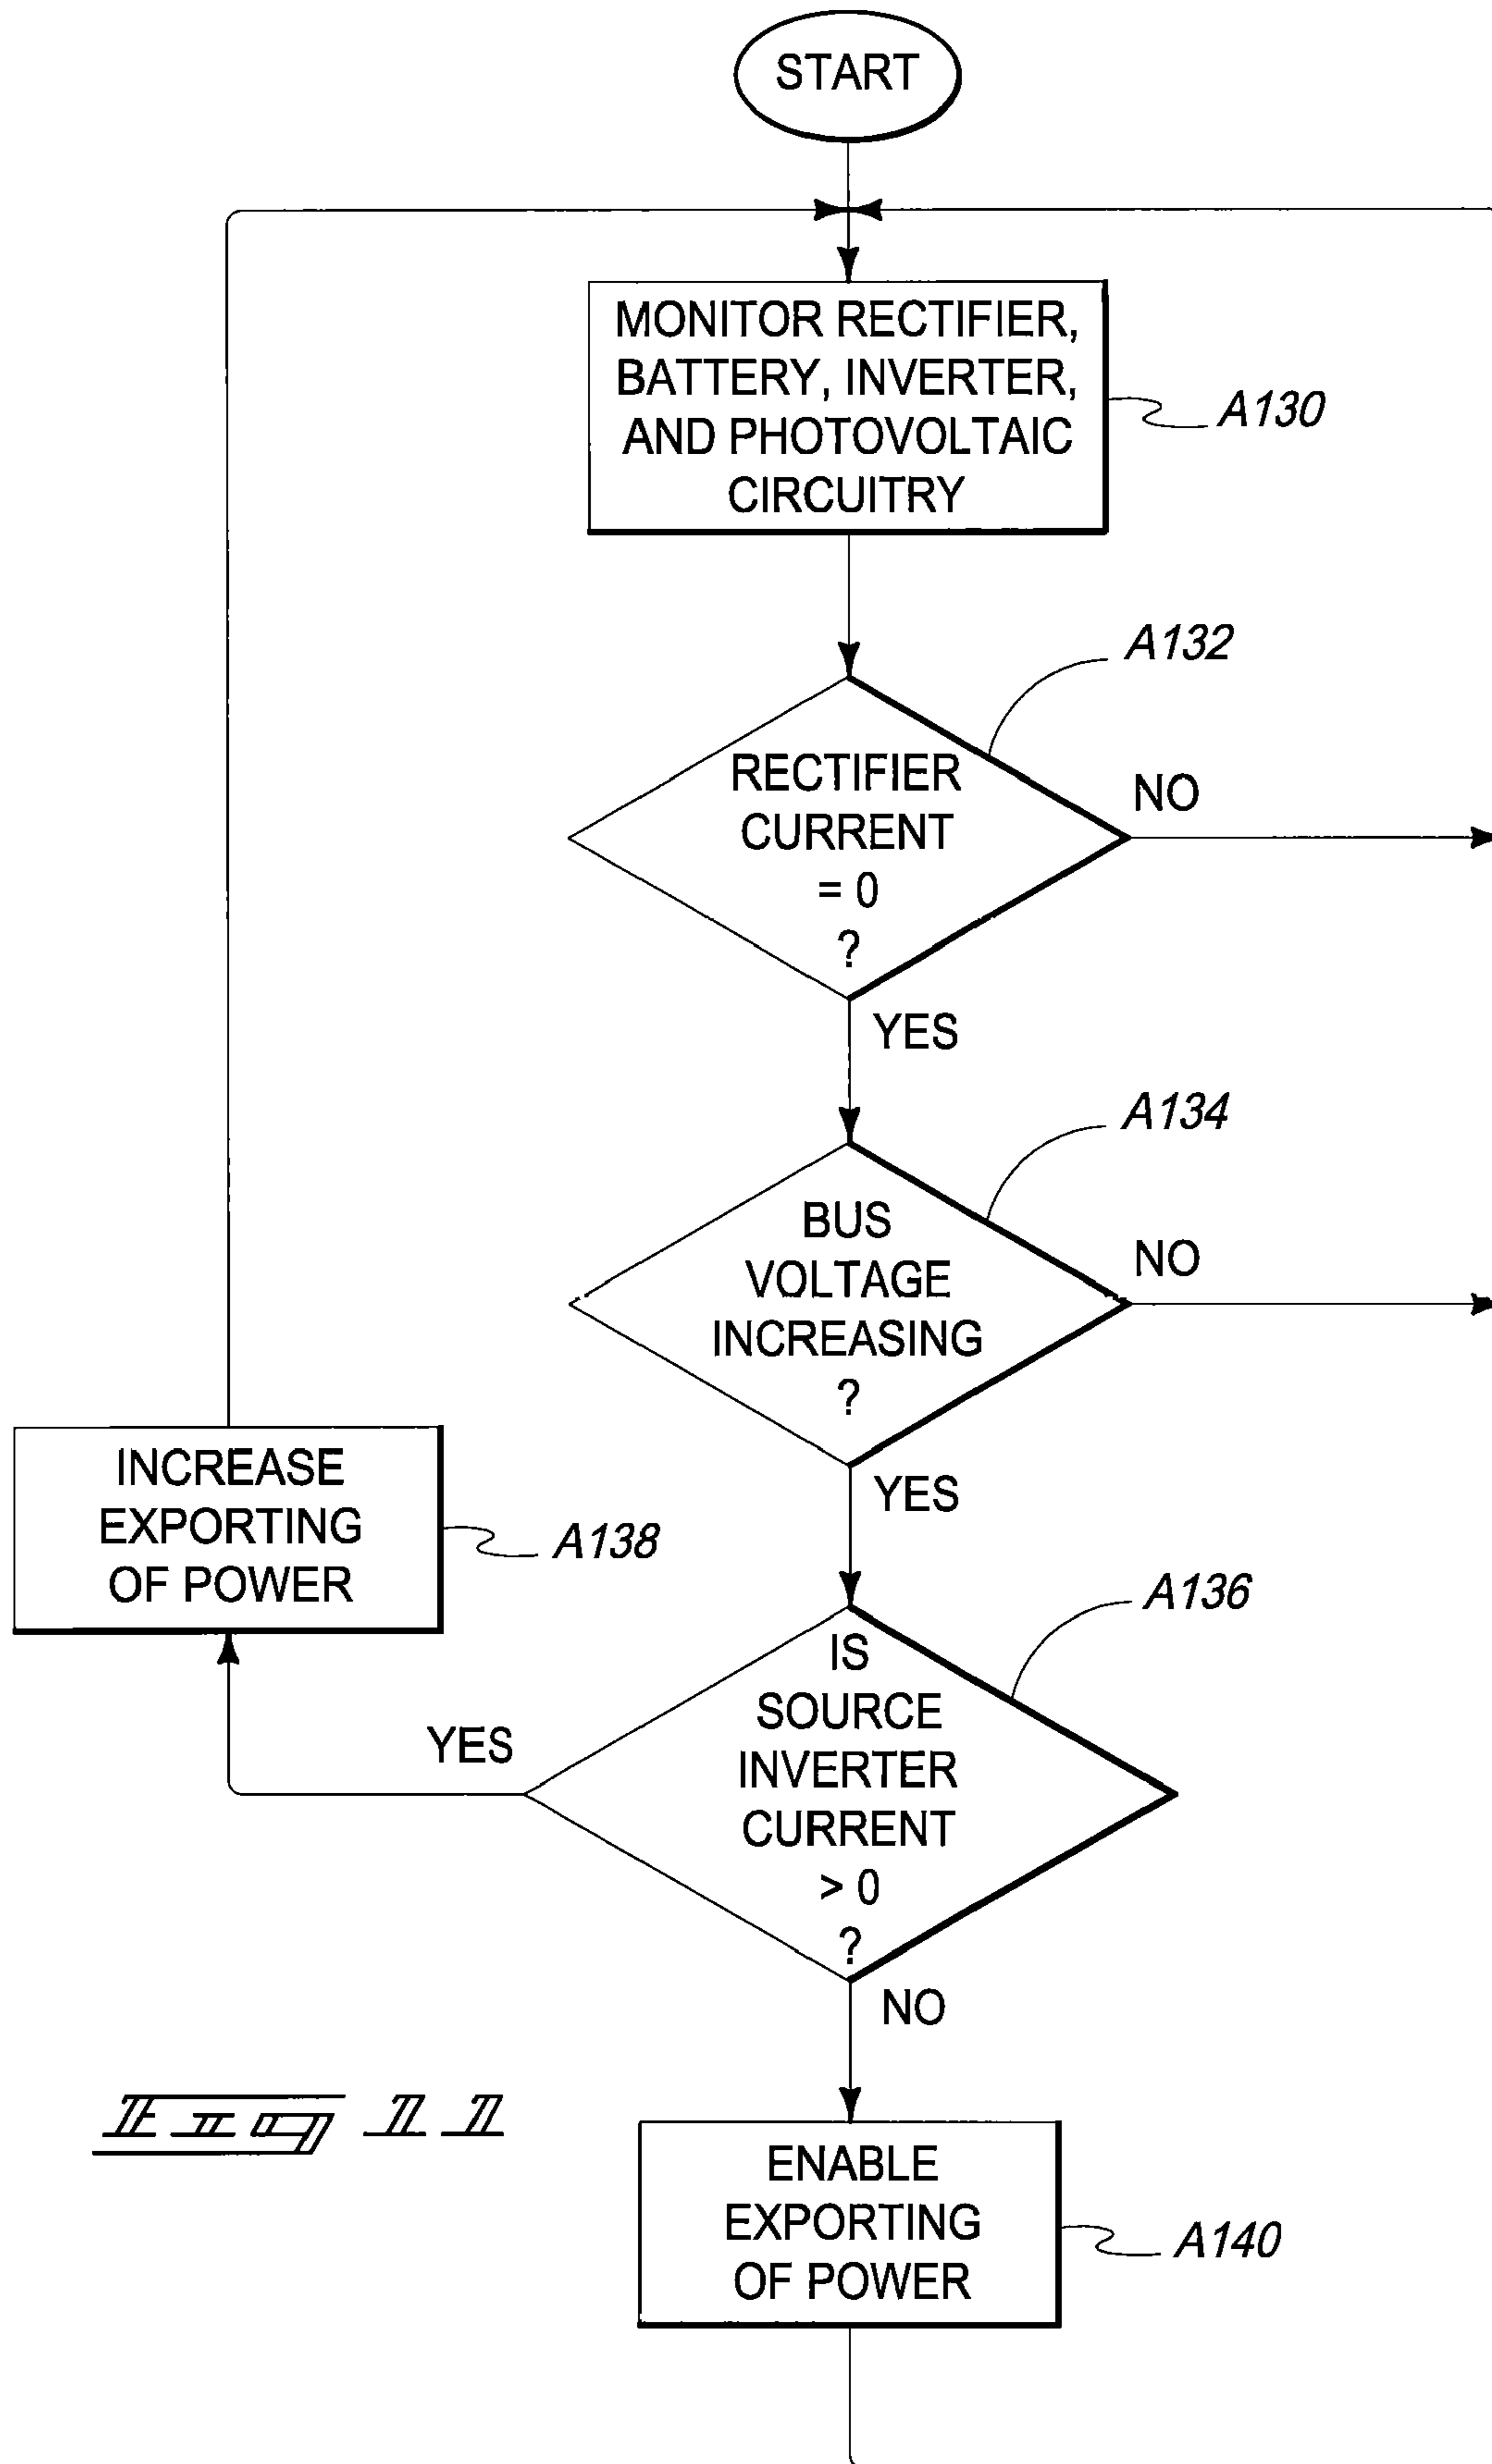 START
MONITOR RECTIFIER,
BATTERY, INVERTER,
AND PHOTOVOLTAIC
CIRCUITRY
A130
A132
RECTIFIER
CURRENT
= 0
?
NO
YES
A134
BUS
VOLTAGE
INCREASING
?
NO
YES
INCREASE
EXPORTING
OF POWER
A138
A136
IS
SOURCE
INVERTER
CURRENT
> 0
?
YES
NO
Fig 11
ENABLE
EXPORTING
OF POWER
A140